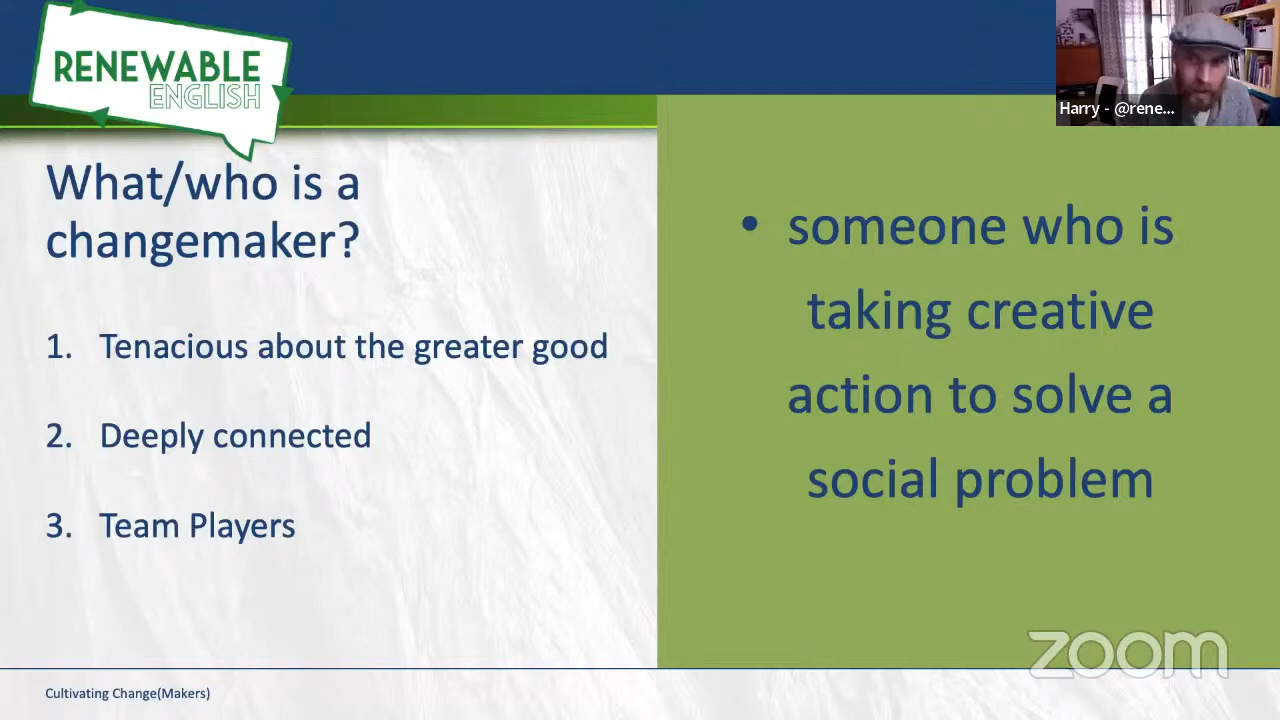 RENEWABLE
ENGLISH
Harry - @rene...
What/who is a
changemaker?
1. Tenacious about the greater good
2. Deeply connected
3. Team Players
• someone who is
taking creative
action to solve a
social problem
zoom
Cultivating Change(Makers)